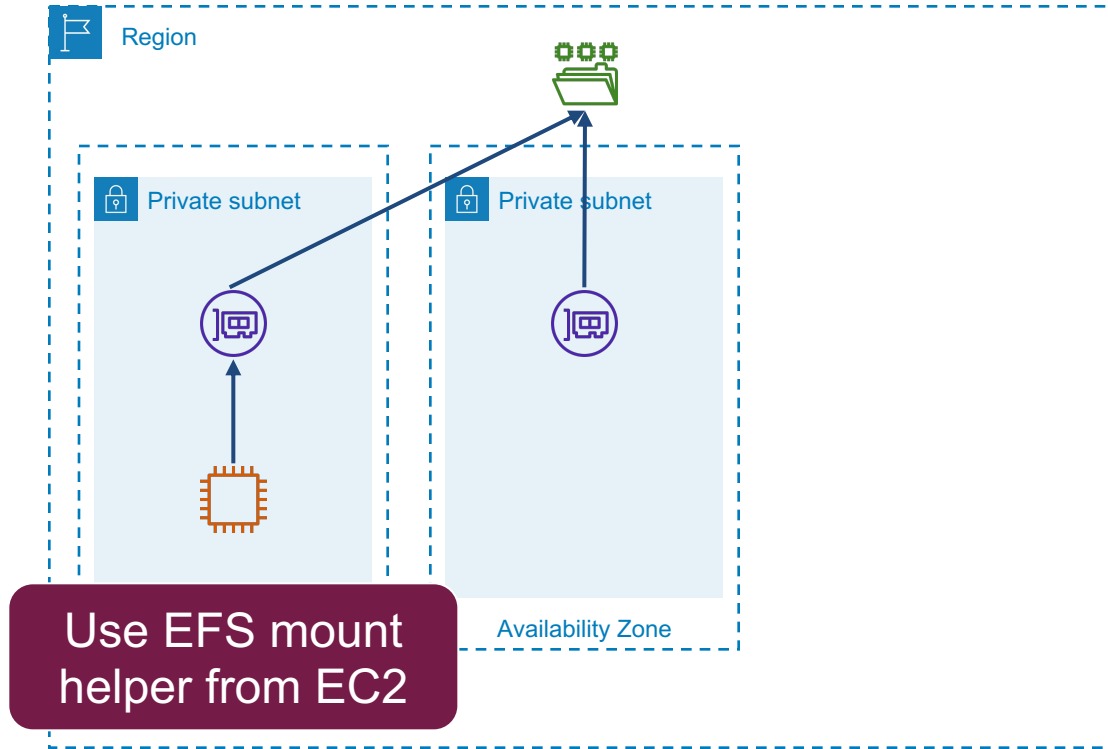 Region
Private subnet
Private subnet
Availability Zone
Use EFS mount
helper from EC2